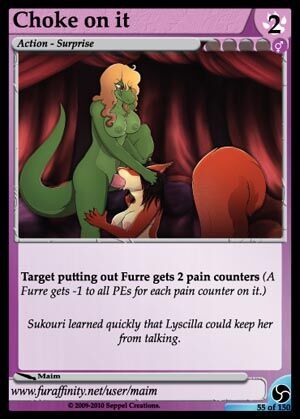 Choke on it
2
Action - Surprise
Target putting out Furre gets 2 pain counters (A
Furre gets -1 to all PEs for each pain counter on it.)
Sukouri learned quickly that Lyscilla could keep her
from talking.
Maim
www.furaffinity.net/user/maim
© 2009-2010 Seppel Creations.
55 of 150